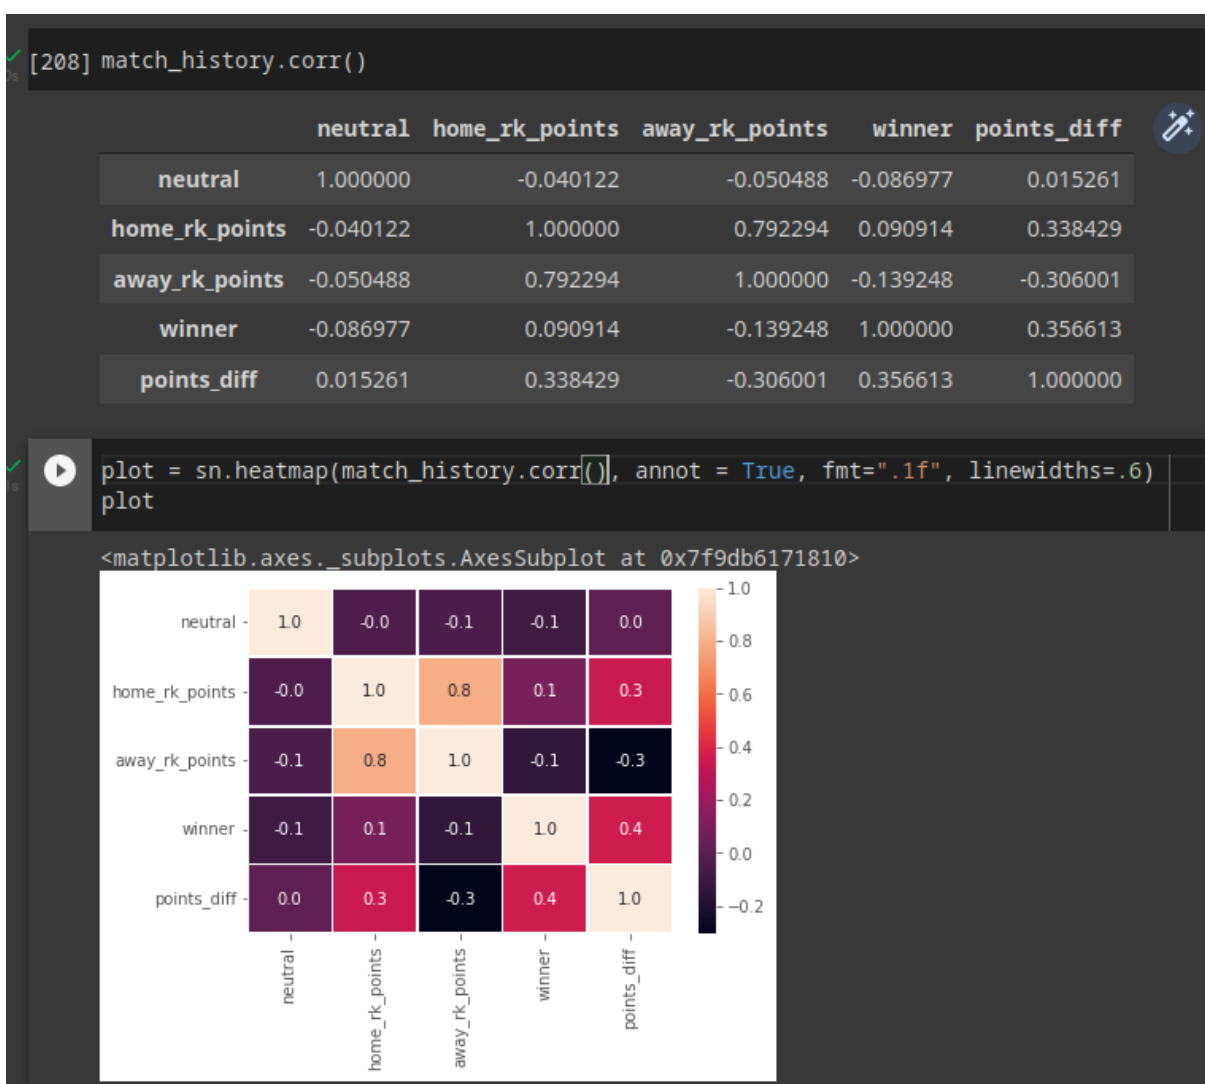 [208] match_history.corr()
neutral home_rk_points away_rk_points winner points_diff
neutral 1.000000 -0.040122 -0.050488 -0.086977 0.015261
home_rk_points -0.040122 1.000000 0.792294 0.090914 0.338429
away_rk_points -0.050488 0.792294 1.000000 -0.139248 -0.306001
winner -0.086977 0.090914 -0.139248 1.000000 0.356613
points_diff 0.015261 0.338429 -0.306001 0.356613 1.000000
plot = sn.heatmap(match_history.corr(), annot = True, fmt=".1f", linewidths=.6)
plot
<matplotlib.axes._subplots.AxesSubplot at 0x7f9db6171810>
neutral 1.0 -0.0 -0.1 -0.1 0.0
home_rk_points -0.0 1.0 0.8 0.1 0.3
away_rk_points -0.1 0.8 1.0 -0.1 -0.3
winner -0.1 0.1 -0.1 1.0 0.4
points_diff 0.0 0.3 -0.3 0.4 1.0
neutral
home_rk_points
away_rk_points
winner
points_diff
1.0
0.8
0.6
0.4
0.2
0.0
−0.2